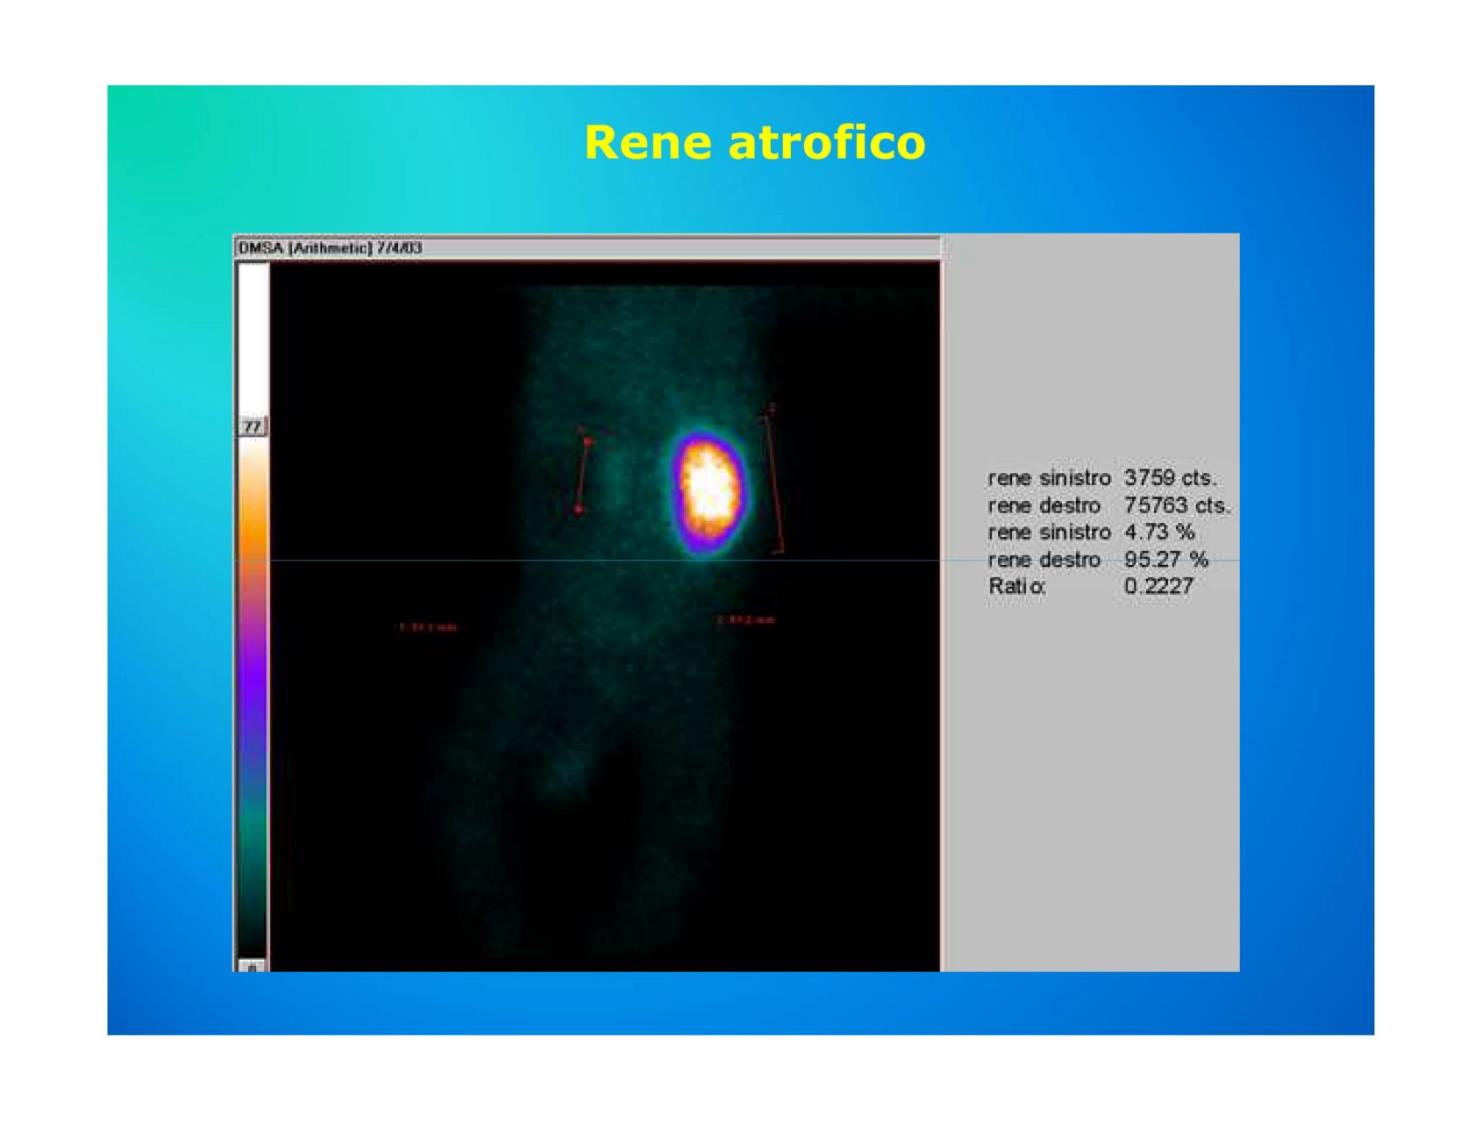 Rene atrofico
DMSA [Arithmetic] 7/4/03
77
rene sinistro 3759 cts.
rene destro 75763 cts.
rene sinistro 4.73 %
rene destro 95.27 %
Ratio: 0.2227